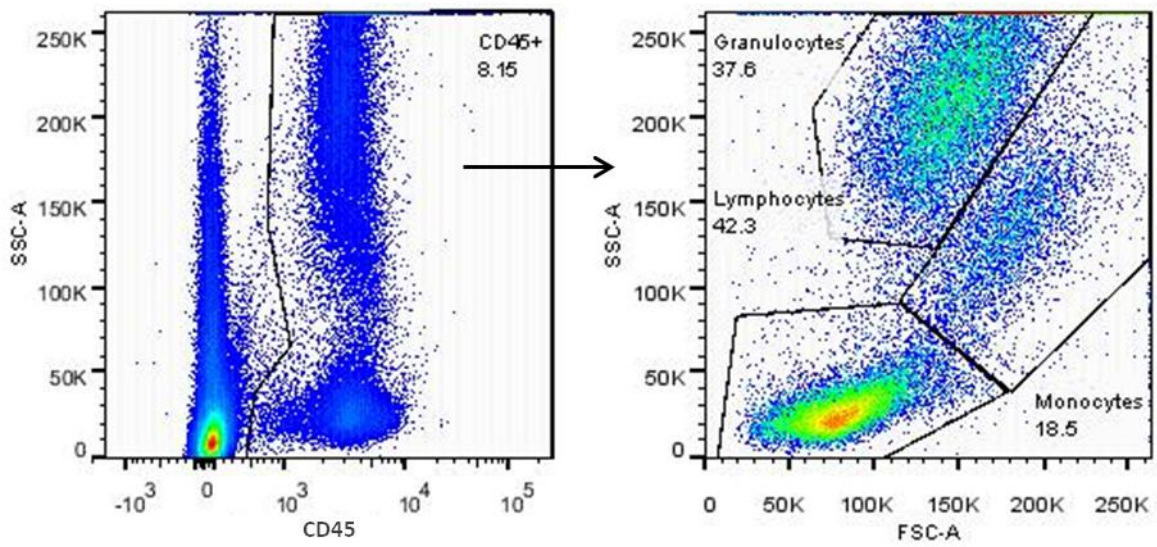 250K
200K
150K
100K
50K
0
SSC-A
CD45+
8.15
-10³
0
10³
10⁴
10⁵
CD45
250K
200K
150K
100K
50K
0
SSC-A
Granulocytes
37.6
Lymphocytes
42.3
Monocytes
18.5
0
50K
100K
150K
200K
250K
FSC-A